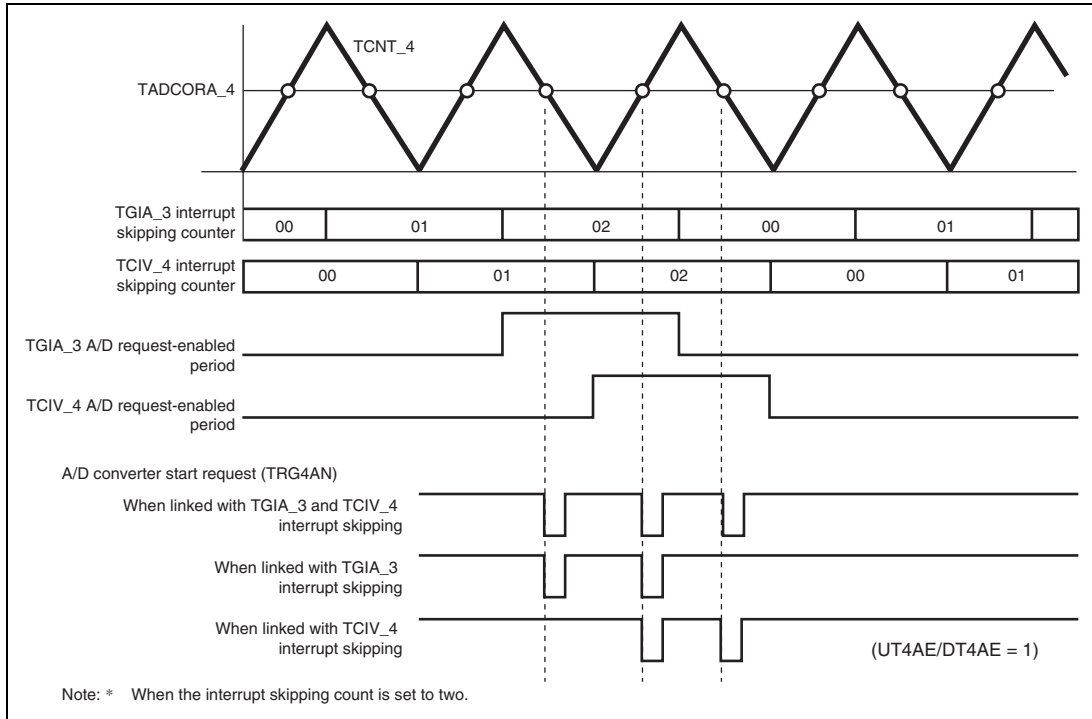 TCNT_4
TADCORA_4
TGIA_3 interrupt
skipping counter
00
01
02
00
01
TCIV_4 interrupt
skipping counter
00
01
02
00
01
TGIA_3 A/D request-enabled
period
TCIV_4 A/D request-enabled
period
A/D converter start request (TRG4AN)
When linked with TGIA_3 and TCIV_4
interrupt skipping
When linked with TGIA_3
interrupt skipping
When linked with TCIV_4
interrupt skipping
(UT4AE/DT4AE = 1)
Note: * When the interrupt skipping count is set to two.